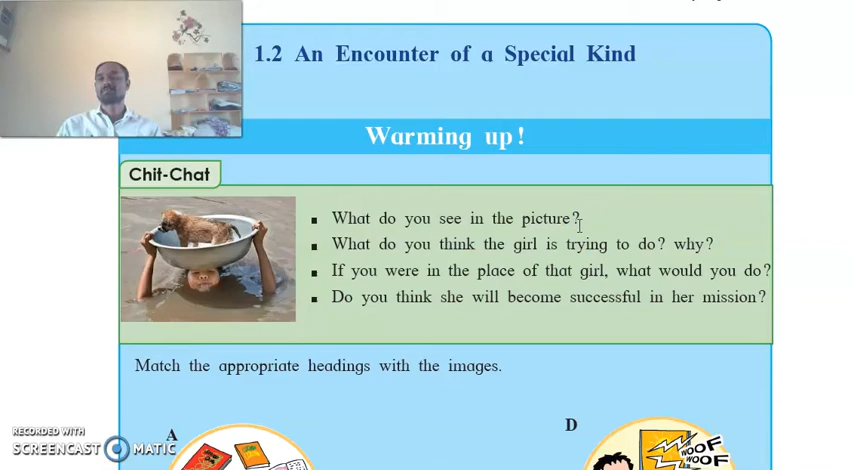 1.2 An Encounter of a Special Kind
Warming up!
Chit-Chat
What do you see in the picture?
What do you think the girl is trying to do? why?
If you were in the place of that girl, what would you do?
Do you think she will become successful in her mission?
Match the appropriate headings with the images.
RECORDED WITH
SCREENCAST MATIC
A
D
WOOF
WOOF